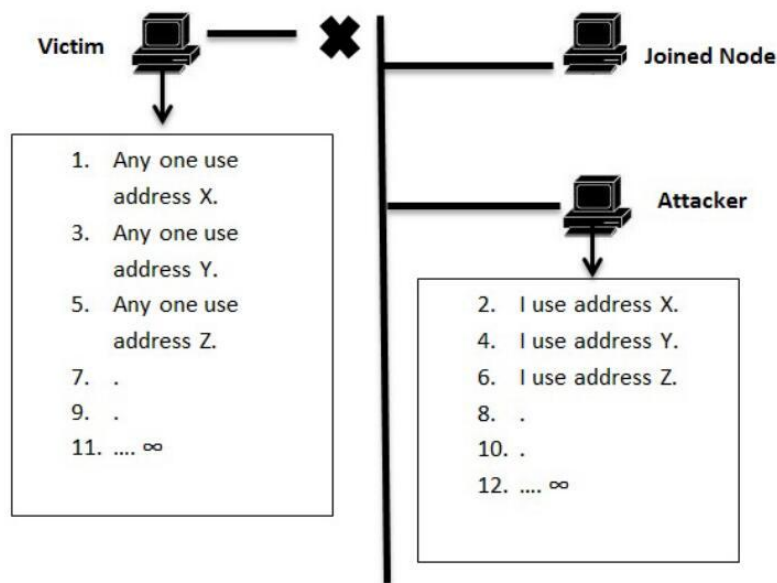 Victim
Joined Node
1. Any one use
address X.
3. Any one use
address Y.
5. Any one use
address Z.
7. .
9. .
11. .... ∞
Attacker
2. I use address X.
4. I use address Y.
6. I use address Z.
8. .
10. .
12. .... ∞